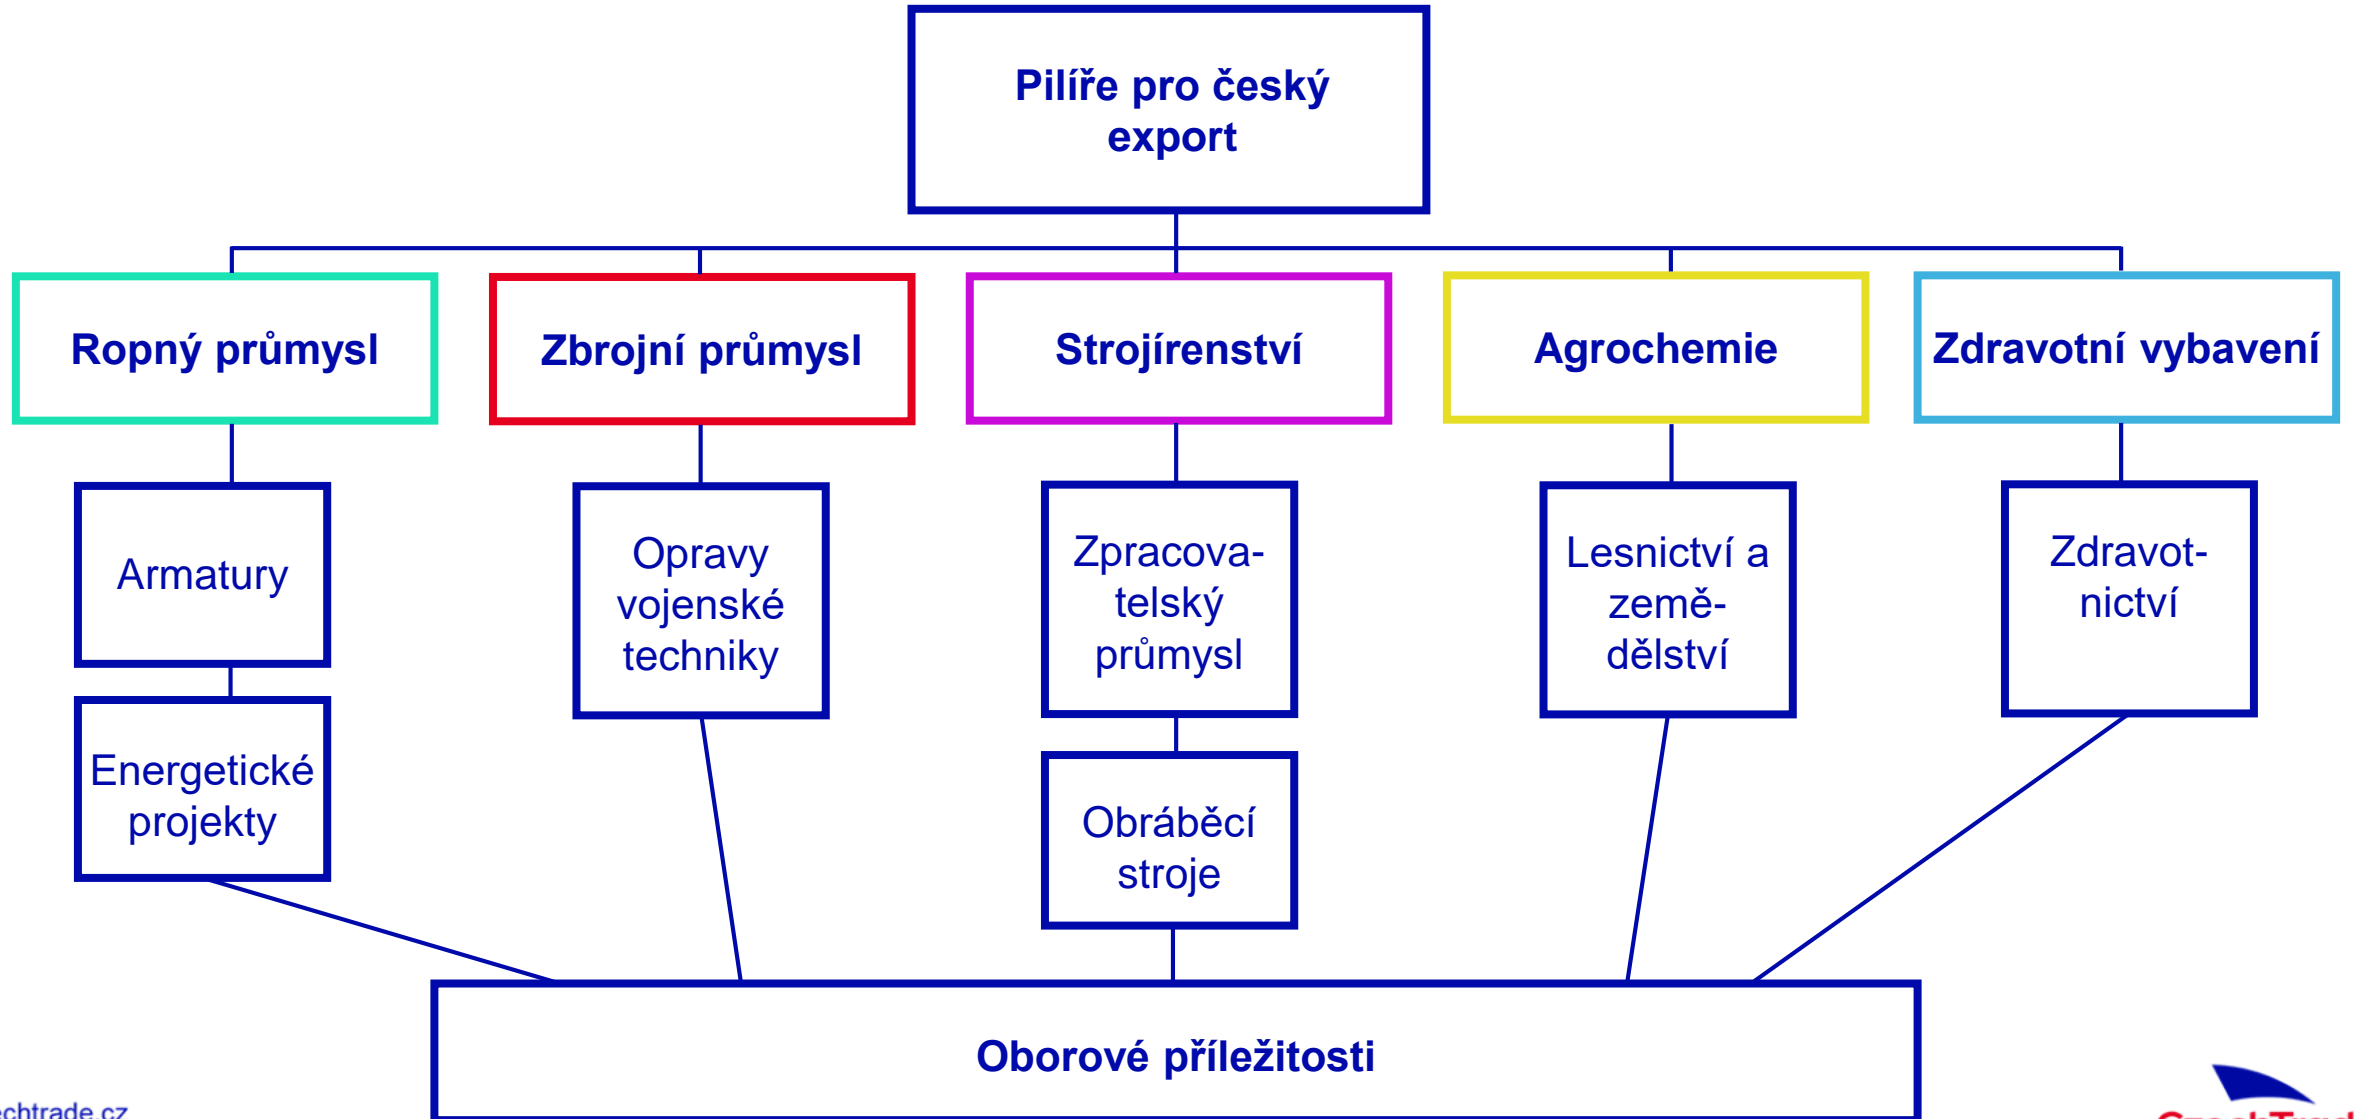 Pilíře pro český
export
Ropný průmysl
Zbrojní průmysl
Strojírenství
Agrochemie
Zdravotní vybavení
Armatury
Opravy
vojenské
techniky
Zpracova-
telský
průmysl
Lesnictví a
země-
dělství
Zdravot-
nictví
Energetické
projekty
Obráběcí
stroje
Oborové příležitosti